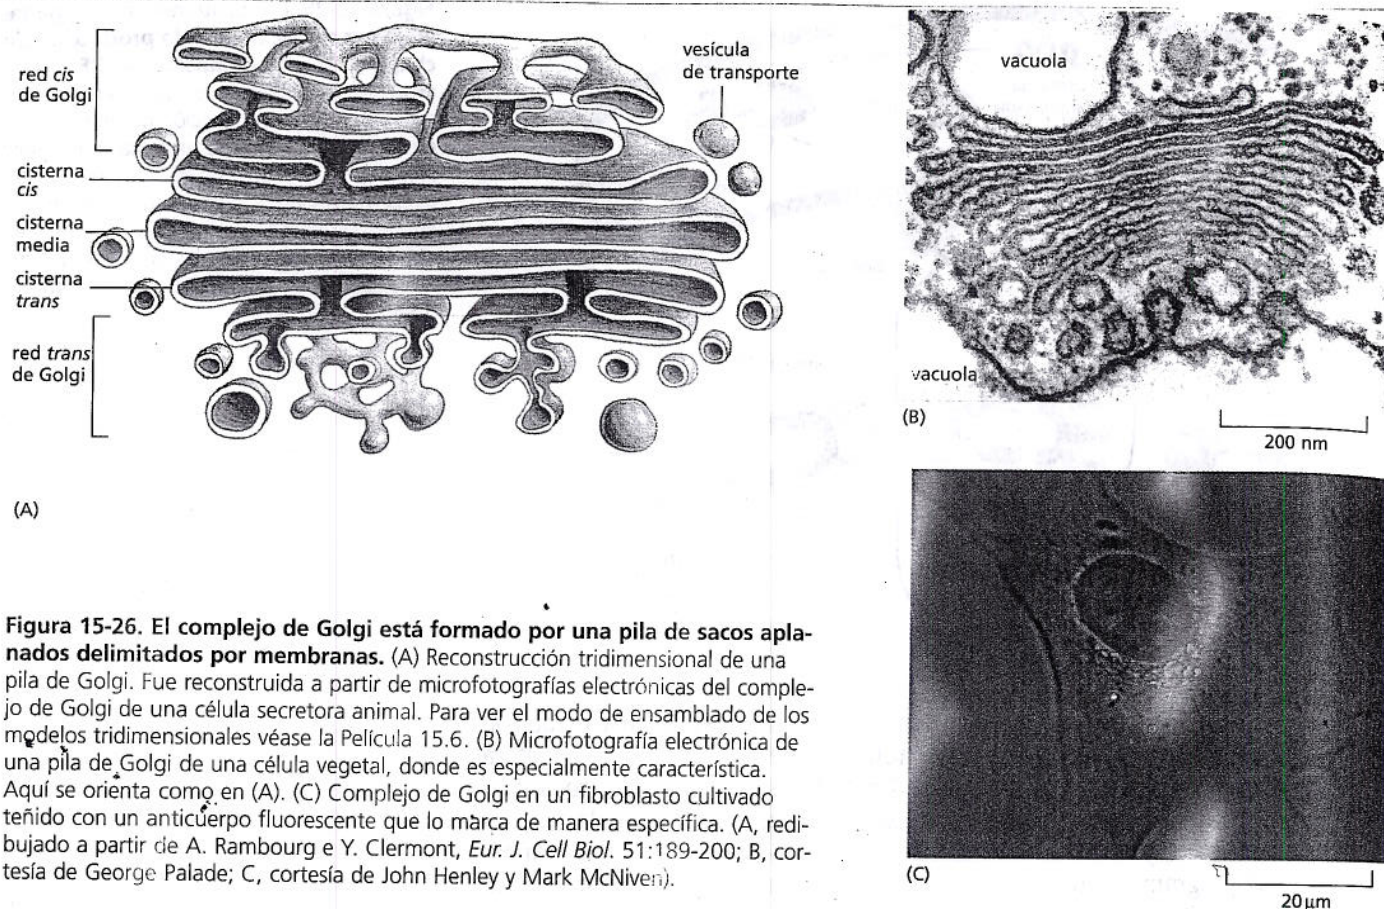 red cis
de Golgi
cisterna
cis
cisterna
media
cisterna
trans
red trans
de Golgi
vesícula
de transporte
(A)
vacuola
vacuola
(B)
200 nm
(C)
20 μm
Figura 15-26. El complejo de Golgi está formado por una pila de sacos apla-
nados delimitados por membranas. (A) Reconstrucción tridimensional de una
pila de Golgi. Fue reconstruida a partir de microfotografías electrónicas del comple-
jo de Golgi de una célula secretora animal. Para ver el modo de ensamblado de los
modelos tridimensionales véase la Película 15.6. (B) Microfotografía electrónica de
una pila de Golgi de una célula vegetal, donde es especialmente característica.
Aquí se orienta como en (A). (C) Complejo de Golgi en un fibroblasto cultivado
teñido con un anticuerpo fluorescente que lo marca de manera específica. (A, redi-
bujado a partir de A. Rambourg e Y. Clermont, Eur. J. Cell Biol. 51:189-200; B, cor-
tesía de George Palade; C, cortesía de John Henley y Mark McNiven).